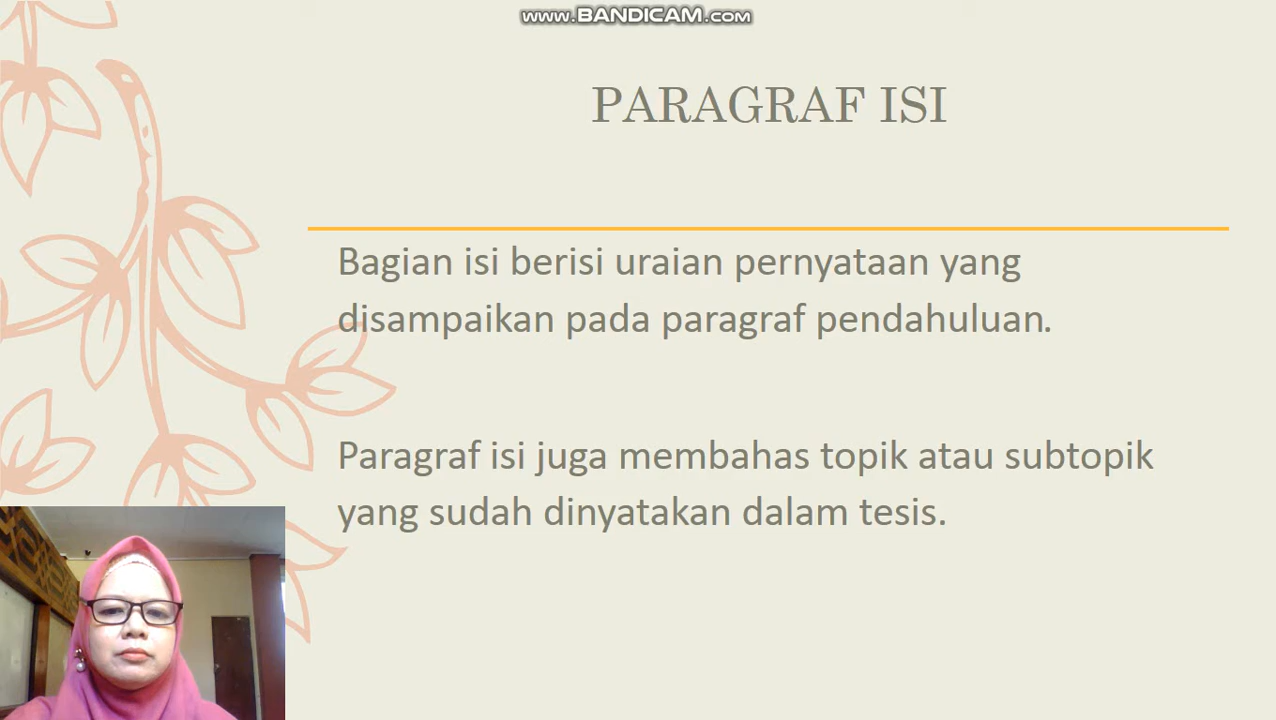 www.BANDICAM.com
PARAGRAF ISI
Bagian isi berisi uraian pernyataan yang
disampaikan pada paragraf pendahuluan.
Paragraf isi juga membahas topik atau subtopik
yang sudah dinyatakan dalam tesis.